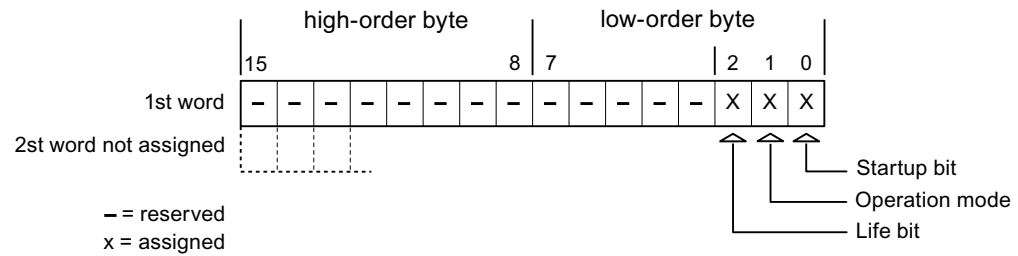 high-order byte low-order byte
15 8 7 2 1 0
1st word – – – – – – – – – – – – – X X X
2st word not assigned
Startup bit
– = reserved Operation mode
x = assigned Life bit